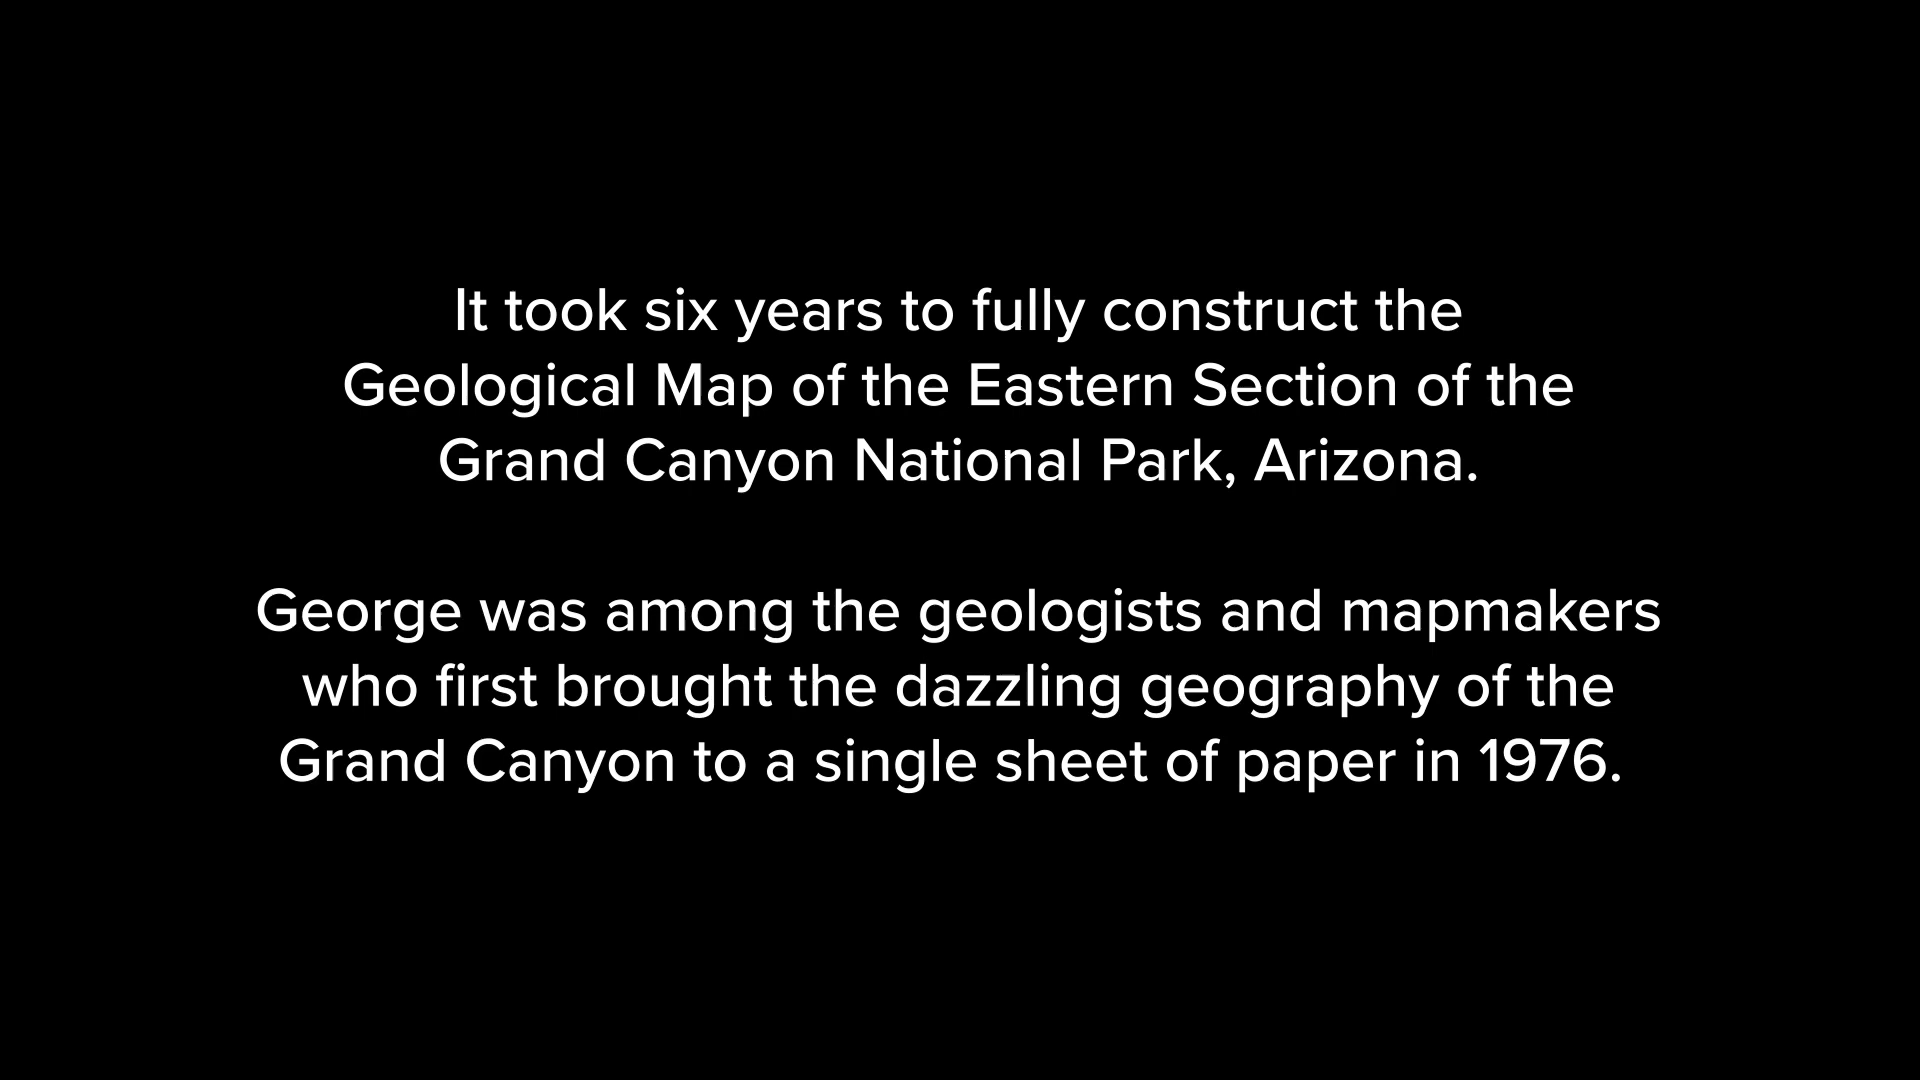 It took six years to fully construct the
Geological Map of the Eastern Section of the
Grand Canyon National Park, Arizona.
George was among the geologists and mapmakers
who first brought the dazzling geography of the
Grand Canyon to a single sheet of paper in 1976.